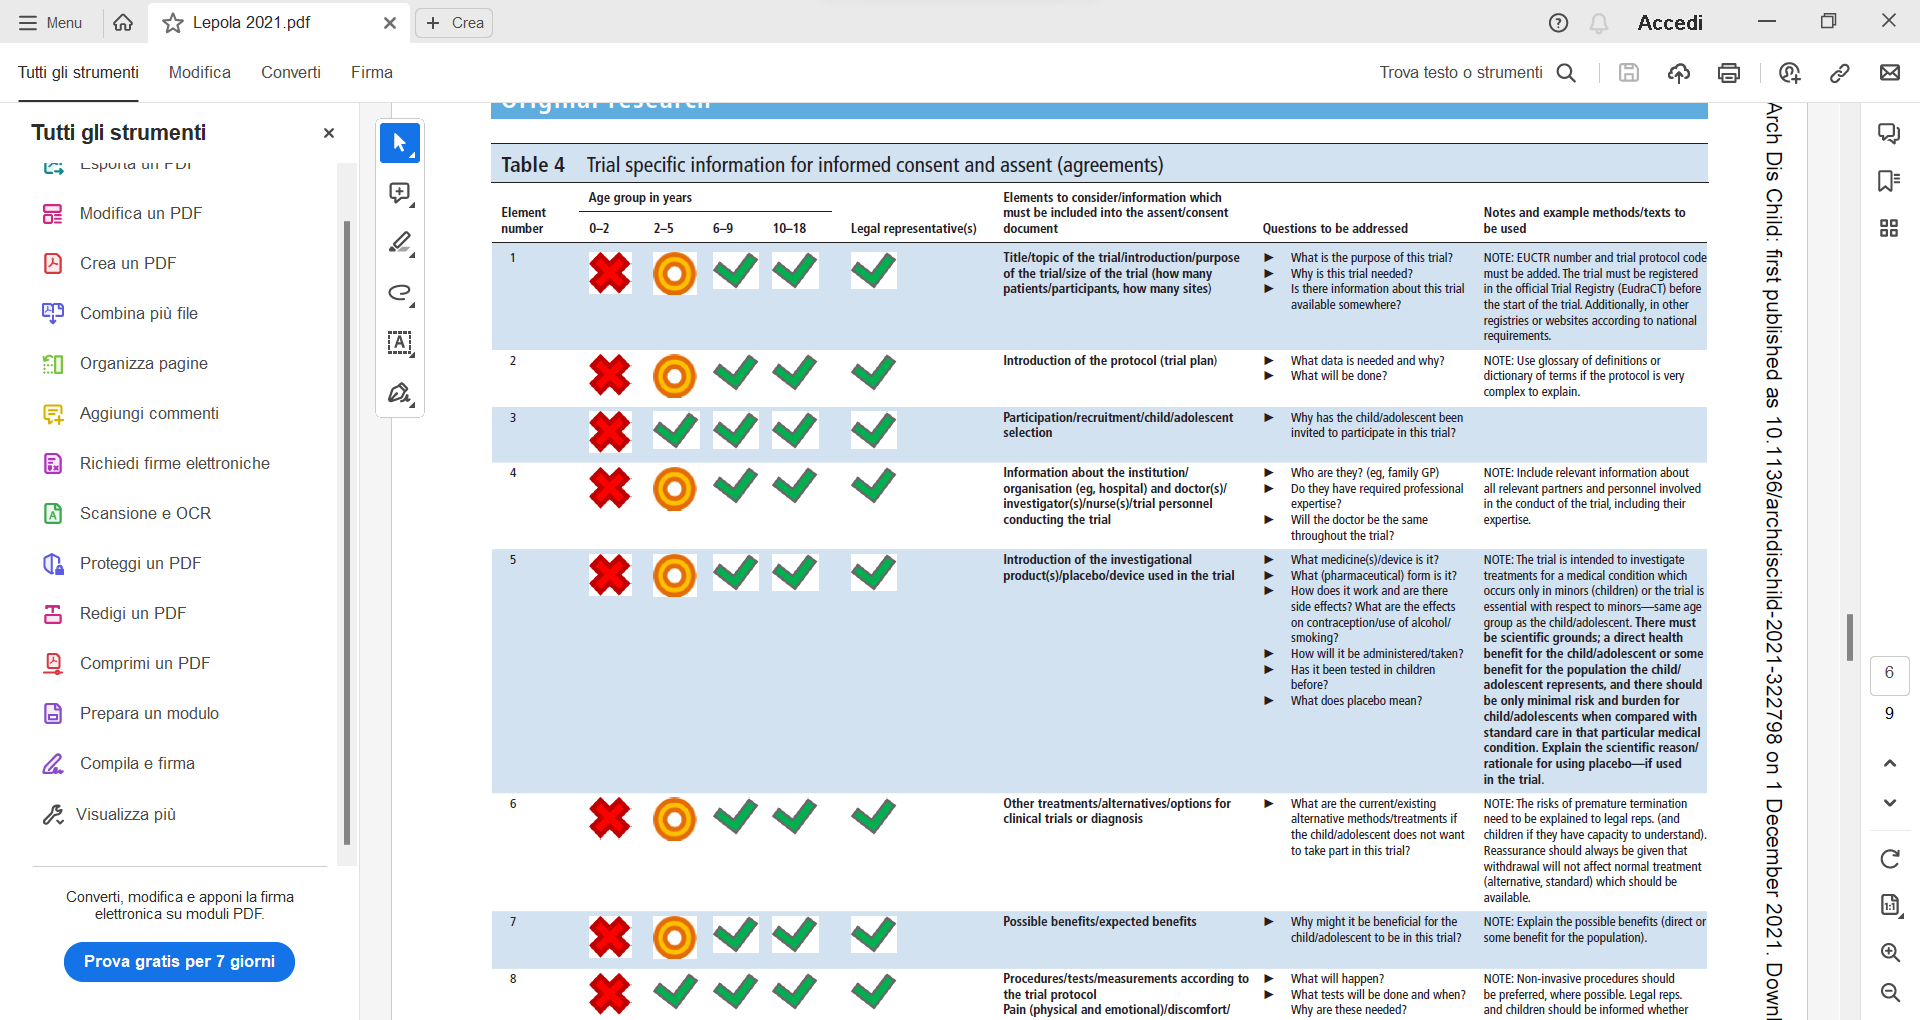 Menu
Lepola 2021.pdf
Crea
Accedi
Tutti gli strumenti
Modifica
Converti
Firma
Trova testo o strumenti
Tutti gli strumenti
Esporta un PDF
Modifica un PDF
Crea un PDF
Combina più file
Organizza pagine
Aggiungi commenti
Richiedi firme elettroniche
Scansione e OCR
Proteggi un PDF
Redigi un PDF
Comprimi un PDF
Prepara un modulo
Compila e firma
Visualizza più
Converti, modifica e apponi la firma
elettronica su moduli PDF.
Prova gratis per 7 giorni
Original research
Table 4 Trial specific information for informed consent and assent (agreements)
Element
number
Age group in years
0–2
2–5
6–9
10–18
Legal representative(s)
Elements to consider/information which
must be included into the assent/consent
document
Questions to be addressed
Notes and example methods/texts to
be used
1
Title/topic of the trial/introduction/purpose
of the trial/size of the trial (how many
patients/participants, how many sites)
► What is the purpose of this trial?
► Why is this trial needed?
► Is there information about this trial
available somewhere?
NOTE: EUCTR number and trial protocol code
must be added. The trial must be registered
in the official Trial Registry (EudraCT) before
the start of the trial. Additionally, in other
registries or websites according to national
requirements.
2
Introduction of the protocol (trial plan)
► What data is needed and why?
► What will be done?
NOTE: Use glossary of definitions or
dictionary of terms if the protocol is very
complex to explain.
3
Participation/recruitment/child/adolescent
selection
► Why has the child/adolescent been
invited to participate in this trial?
4
Information about the institution/
organisation (eg, hospital) and doctor(s)/
investigator(s)/nurse(s)/trial personnel
conducting the trial
► Who are they? (eg, family GP)
► Do they have required professional
expertise?
► Will the doctor be the same
throughout the trial?
NOTE: Include relevant information about
all relevant partners and personnel involved
in the conduct of the trial, including their
expertise.
5
Introduction of the investigational
product(s)/placebo/device used in the trial
► What medicine(s)/device is it?
► What (pharmaceutical) form is it?
► How does it work and are there
side effects? What are the effects
on contraception/use of alcohol/
smoking?
► How will it be administered/taken?
► Has it been tested in children
before?
► What does placebo mean?
NOTE: The trial is intended to investigate
treatments for a medical condition which
occurs only in minors (children) or the trial is
essential with respect to minors—same age
group as the child/adolescent. There must
be scientific grounds; a direct health
benefit for the child/adolescent or some
benefit for the population the child/
adolescent represents, and there should
be only minimal risk and burden for
child/adolescents when compared with
standard care in that particular medical
condition. Explain the scientific reason/
rationale for using placebo—if used
in the trial.
6
Other treatments/alternatives/options for
clinical trials or diagnosis
► What are the current/existing
alternative methods/treatments if
the child/adolescent does not want
to take part in this trial?
NOTE: The risks of premature termination
need to be explained to legal reps. (and
children if they have capacity to understand).
Reassurance should always be given that
withdrawal will not affect normal treatment
(alternative, standard) which should be
available.
7
Possible benefits/expected benefits
► Why might it be beneficial for the
child/adolescent to be in this trial?
NOTE: Explain the possible benefits (direct or
some benefit for the population).
8
Procedures/tests/measurements according to
the trial protocol
Pain (physical and emotional)/discomfort/
► What will happen?
► What tests will be done and when?
Why are these needed?
NOTE: Non-invasive procedures should
be preferred, where possible. Legal reps.
and children should be informed whether
Arch Dis Child: first published as 10.1136/archdischild-2021-322798 on 1 December 2021. Downl
6
9
1:1